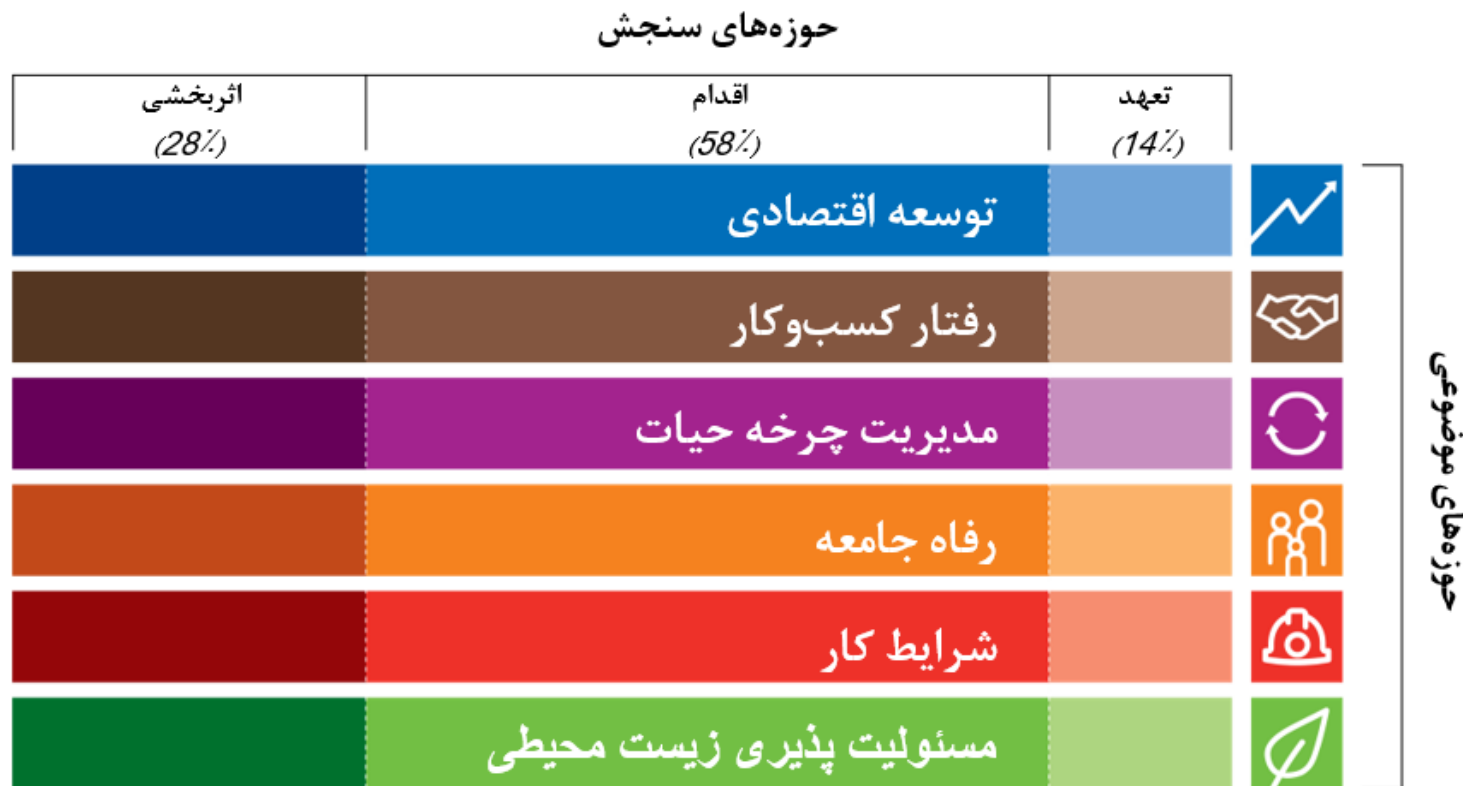 حوزه‌های سنجش
تعهد
(14٪)
اقدام
(58٪)
اثربخشی
(28٪)
حوزه‌های موضوعی
توسعه اقتصادی
رفتار کسب‌وکار
مدیریت چرخه حیات
رفاه جامعه
شرایط کار
مسئولیت پذیری زیست محیطی